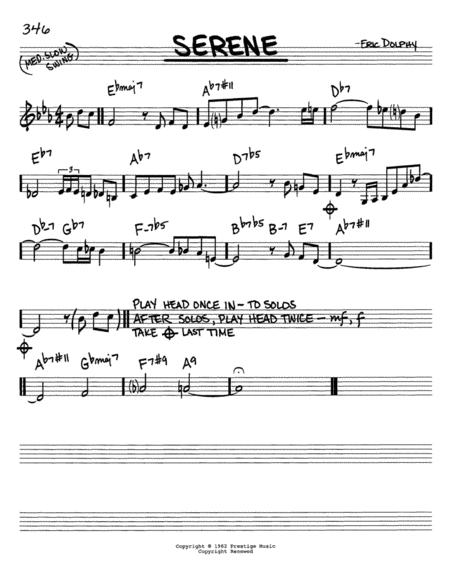 346
SERENE
-ERIC DOLPHY
(MED. SLOW SWING)
Ebmaj7 Ab7#11 Db7
Eb7 Ab7 D7b5 Ebmaj7
3
Db-7 Gb7 F-7b5 Bb7b5 B-7 E7 Ab7#11
PLAY HEAD ONCE IN – TO SOLOS
AFTER SOLOS, PLAY HEAD TWICE – mf, f
TAKE LAST TIME
Ab7#11 Gbmaj7 F7#9 A9
Copyright © 1962 Prestige Music
Copyright Renewed